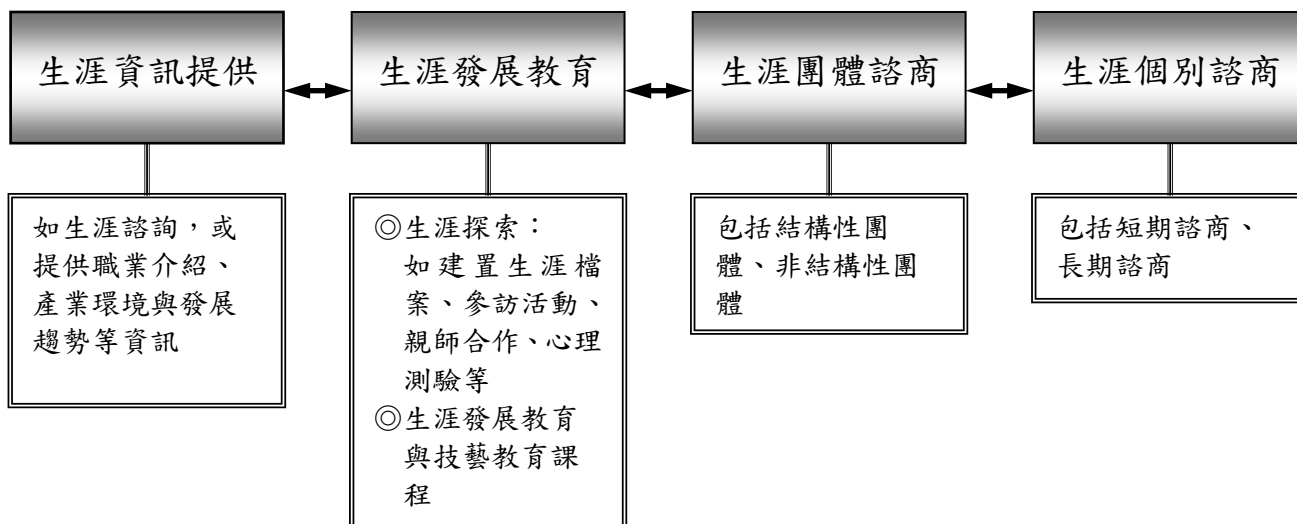 生涯資訊提供
生涯發展教育
生涯團體諮商
生涯個別諮商
如生涯諮詢，或
提供職業介紹、
產業環境與發展
趨勢等資訊
◎生涯探索：
如建置生涯檔
案、參訪活動、
親師合作、心理
測驗等
◎生涯發展教育
與技藝教育課
程
包括結構性團
體、非結構性團
體
包括短期諮商、
長期諮商